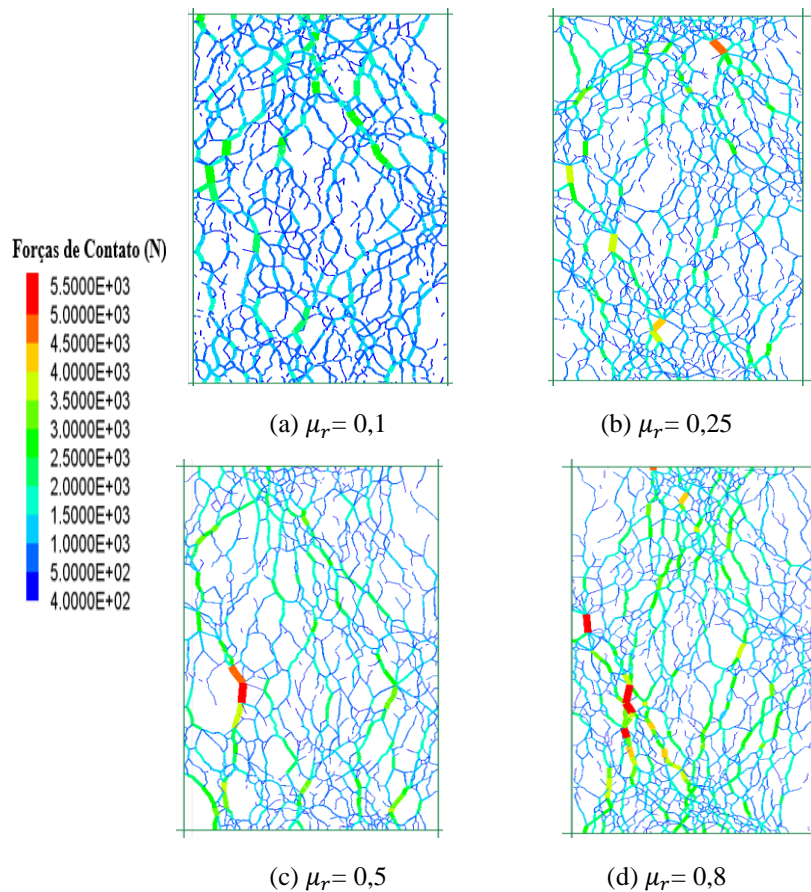 Forças de Contato (N)
5.5000E+03
5.0000E+03
4.5000E+03
4.0000E+03
3.5000E+03
3.0000E+03
2.5000E+03
2.0000E+03
1.5000E+03
1.0000E+03
5.0000E+02
4.0000E+02
(a) μᵣ= 0,1
(b) μᵣ= 0,25
(c) μᵣ= 0,5
(d) μᵣ= 0,8